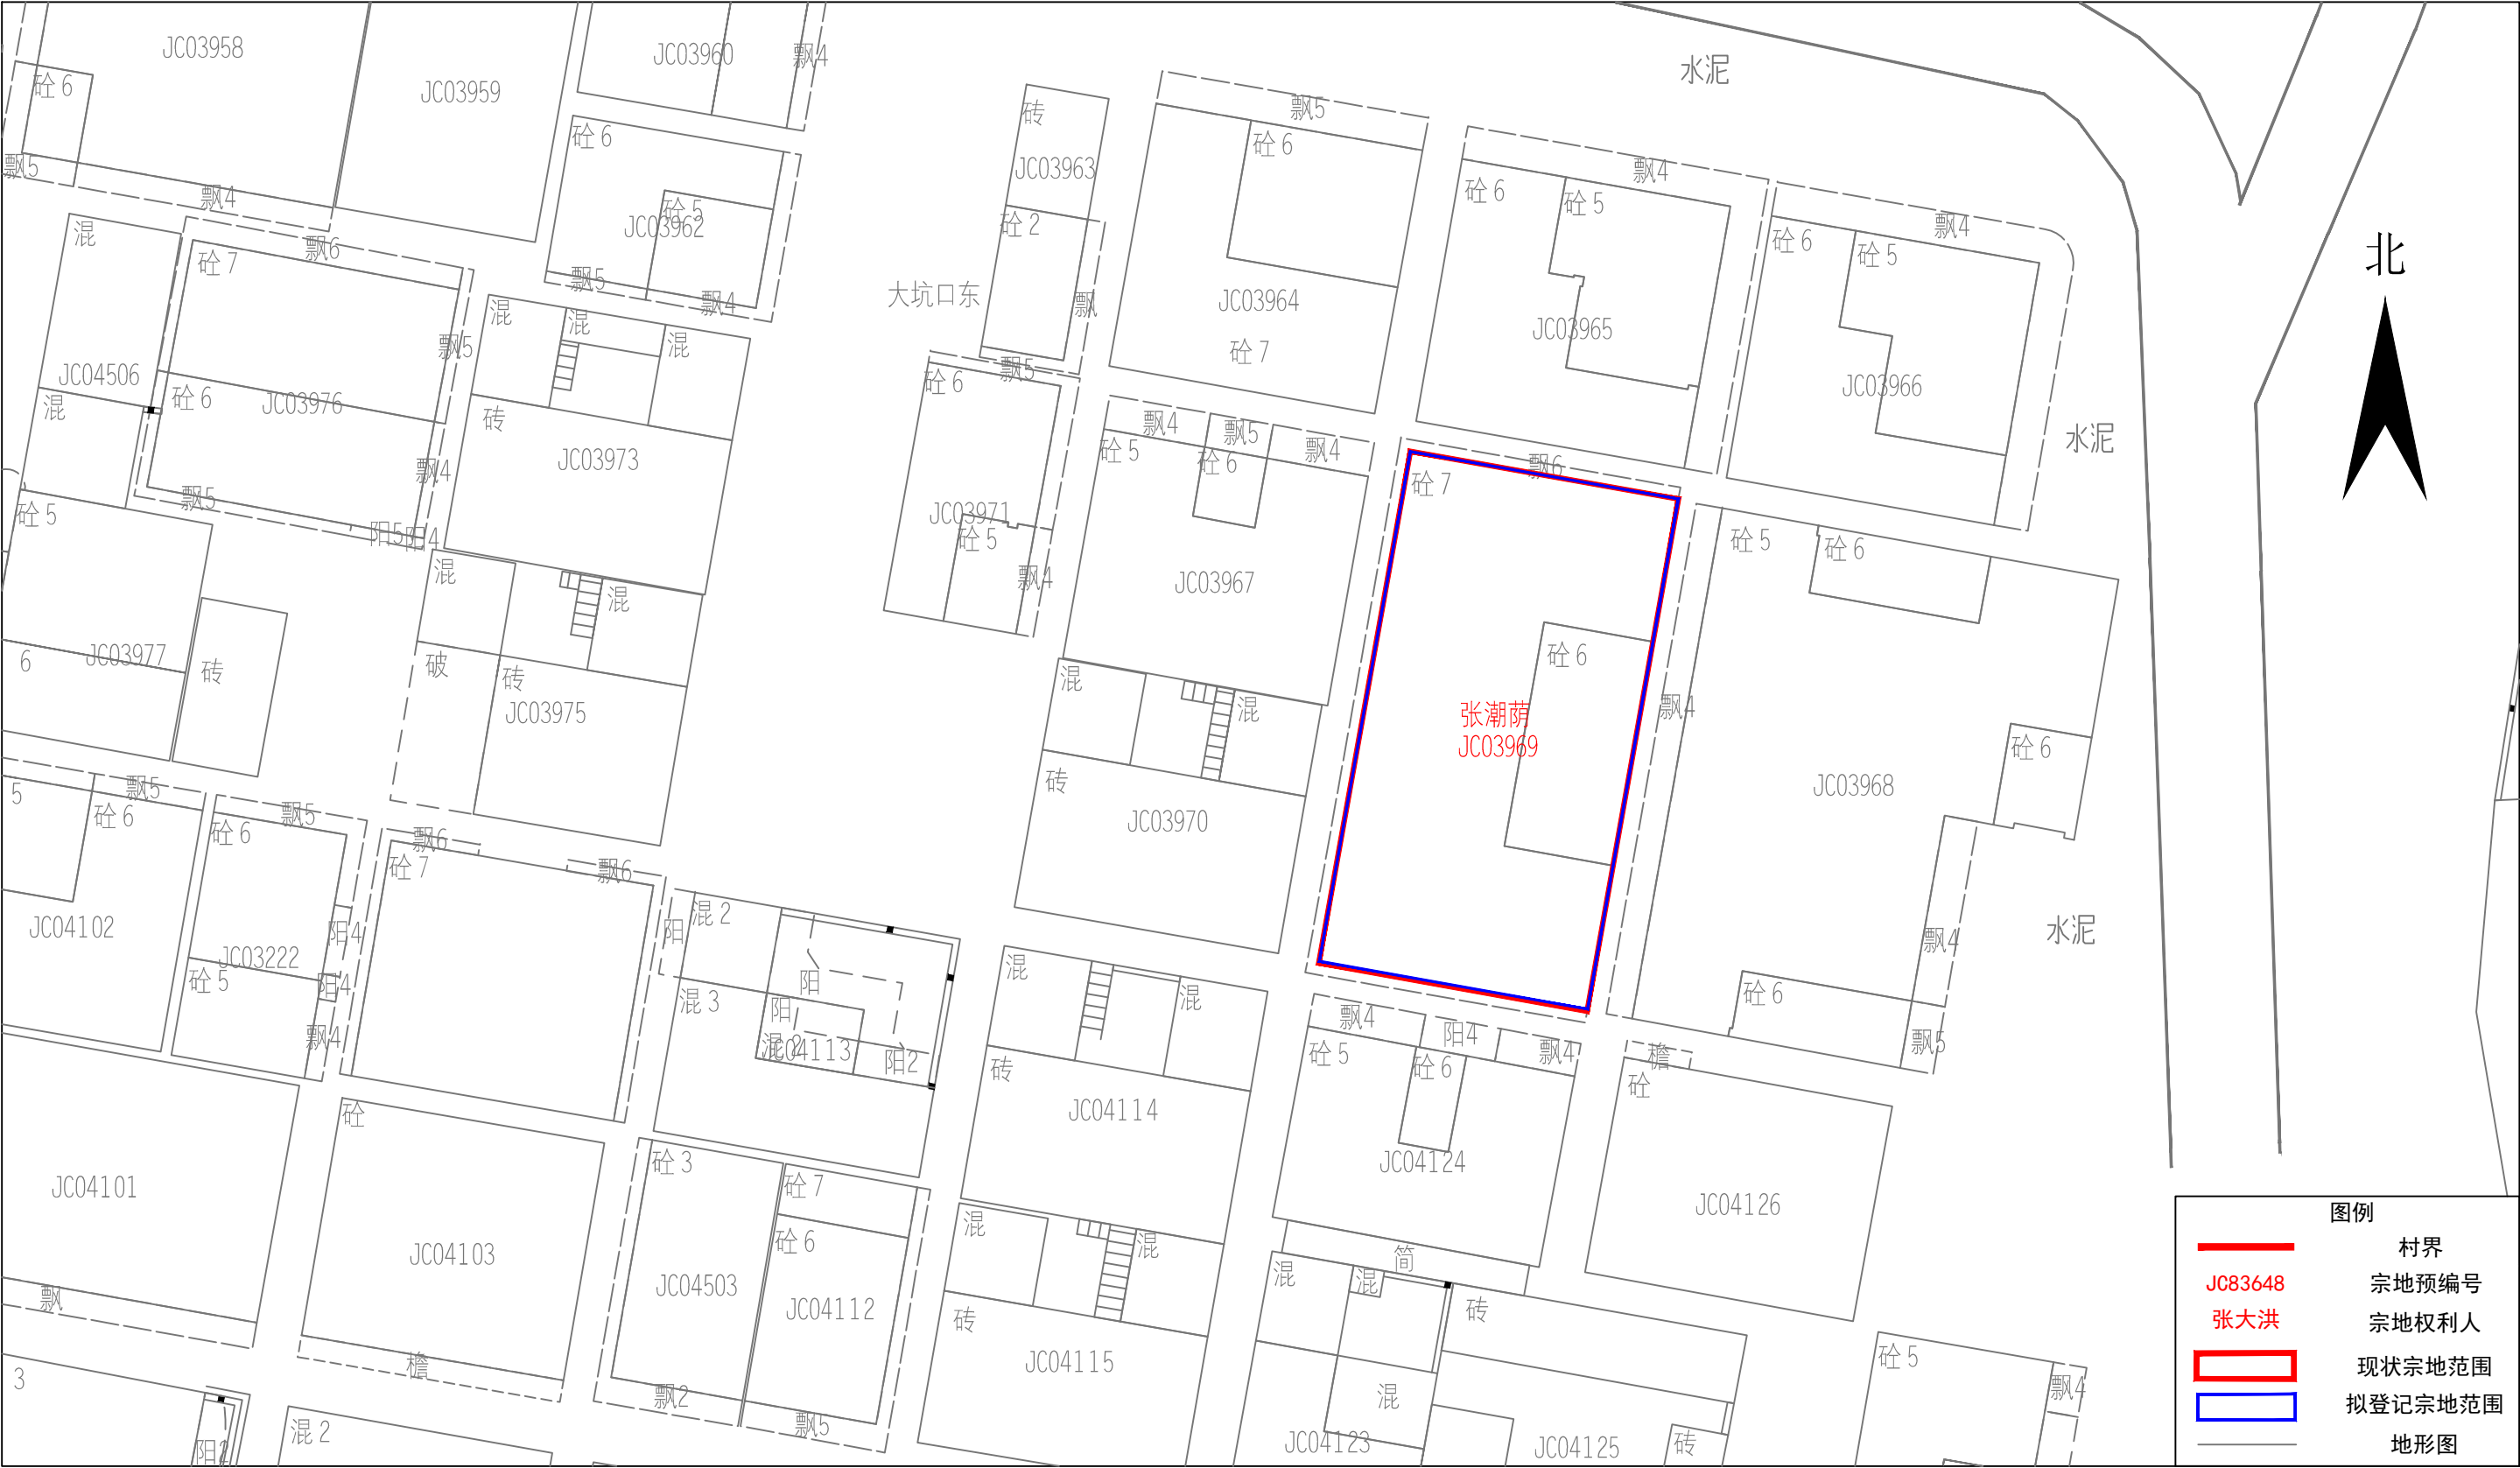 JC03958
JC03959
JC03960
飘4
水泥
砼 6
飘5
飘4
砼 6
砼 5
JC03962
飘5
飘4
砖
JC03963
砼 2
飘
飘5
飘5
砼 6
JC03964
砼 7
飘4
砼 6
砼 5
JC03965
飘4
砼 6
砼 5
JC03966
北
水泥
大坑口东
混
JC04506
混
飘6
砼 7
飘5
砼 6
JC03976
飘4
飘5
阳5
阳4
混
混
混
砖
JC03973
砼 6
JC03971
砼 5
飘4
飘4
飘5
飘4
砼 5
砼 6
JC03967
飘6
砼 7
砼 6
飘4
张潮荫
JC03969
砼 5
砼 6
砼 6
JC03968
飘4
水泥
砼 6
飘5
砼 5
JC03977
6
砖
混
混
破
砖
JC03975
混
混
砖
JC03970
5
飘5
砼 6
JC04102
飘5
砼 6
阳4
JC03222
砼 5
阳4
飘4
飘6
砼 7
飘6
混 2
阳
阳
混 3
阳
混 2
JC04113
阳2
混
混
砖
JC04114
飘4
阳4
飘4
砼 5
砼 6
JC04124
檐
砼
JC04126
JC04101
飘
砼
JC04103
檐
砼 3
JC04503
飘2
砼 7
砼 6
JC04112
飘5
混
混
砖
JC04115
简
混
混
砖
混
JC04123
JC04125
砖
砼 5
飘4
3
阳2
混 2
图例
村界
JC83648 宗地预编号
张大洪 宗地权利人
现状宗地范围
拟登记宗地范围
地形图